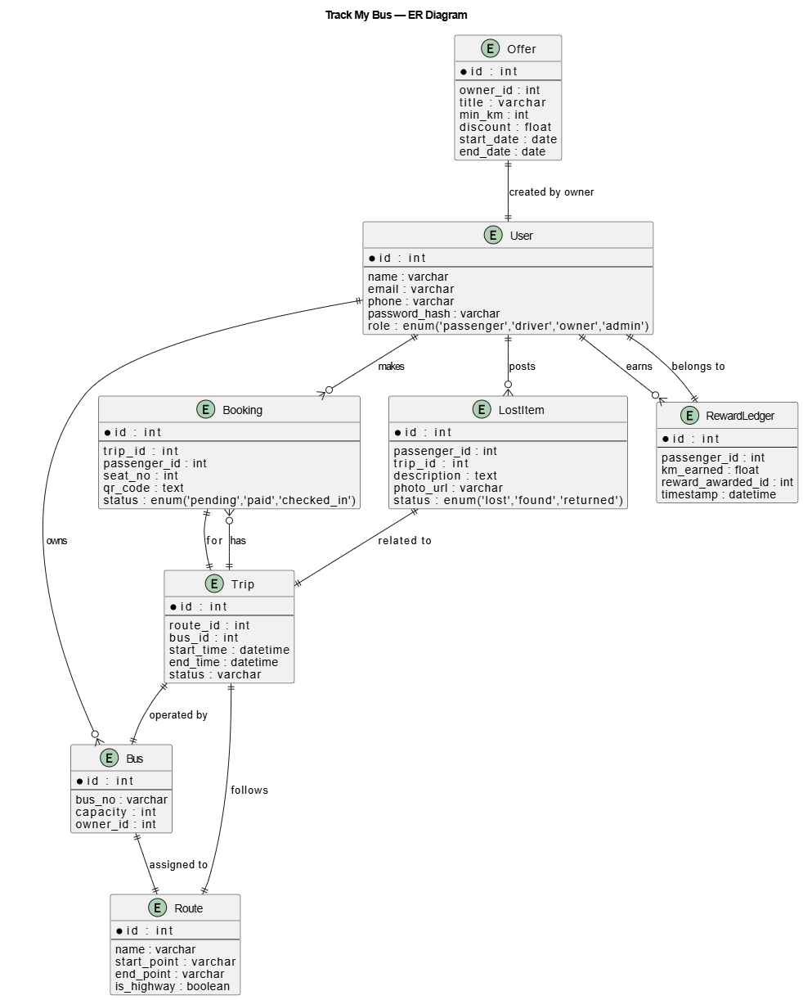 Track My Bus — ER Diagram
E Offer
id : int
owner_id : int
title : varchar
min_km : int
discount : float
start_date : date
end_date : date
created by owner
E User
id : int
name : varchar
email : varchar
phone : varchar
password_hash : varchar
role : enum('passenger','driver','owner','admin')
makes
posts
earns
belongs to
E Booking
id : int
trip_id : int
passenger_id : int
seat_no : int
qr_code : text
status : enum('pending','paid','checked_in')
E LostItem
id : int
passenger_id : int
trip_id : int
description : text
photo_url : varchar
status : enum('lost','found','returned')
E RewardLedger
id : int
passenger_id : int
km_earned : float
reward_awarded_id : int
timestamp : datetime
owns
for
has
related to
E Trip
id : int
route_id : int
bus_id : int
start_time : datetime
end_time : datetime
status : varchar
operated by
E Bus
id : int
bus_no : varchar
capacity : int
owner_id : int
follows
assigned to
E Route
id : int
name : varchar
start_point : varchar
end_point : varchar
is_highway : boolean